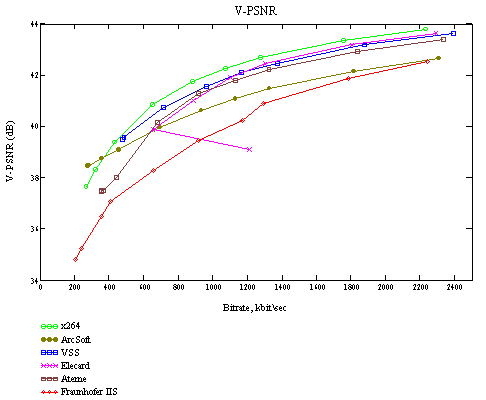 V-PSNR
44
42
40
38
36
34
V-PSNR (dB)
0 200 400 600 800 1000 1200 1400 1600 1800 2000 2200 2400
Bitrate, kbit\sec
x264
ArcSoft
VSS
Elecard
Ateme
Fraunhofer IIS